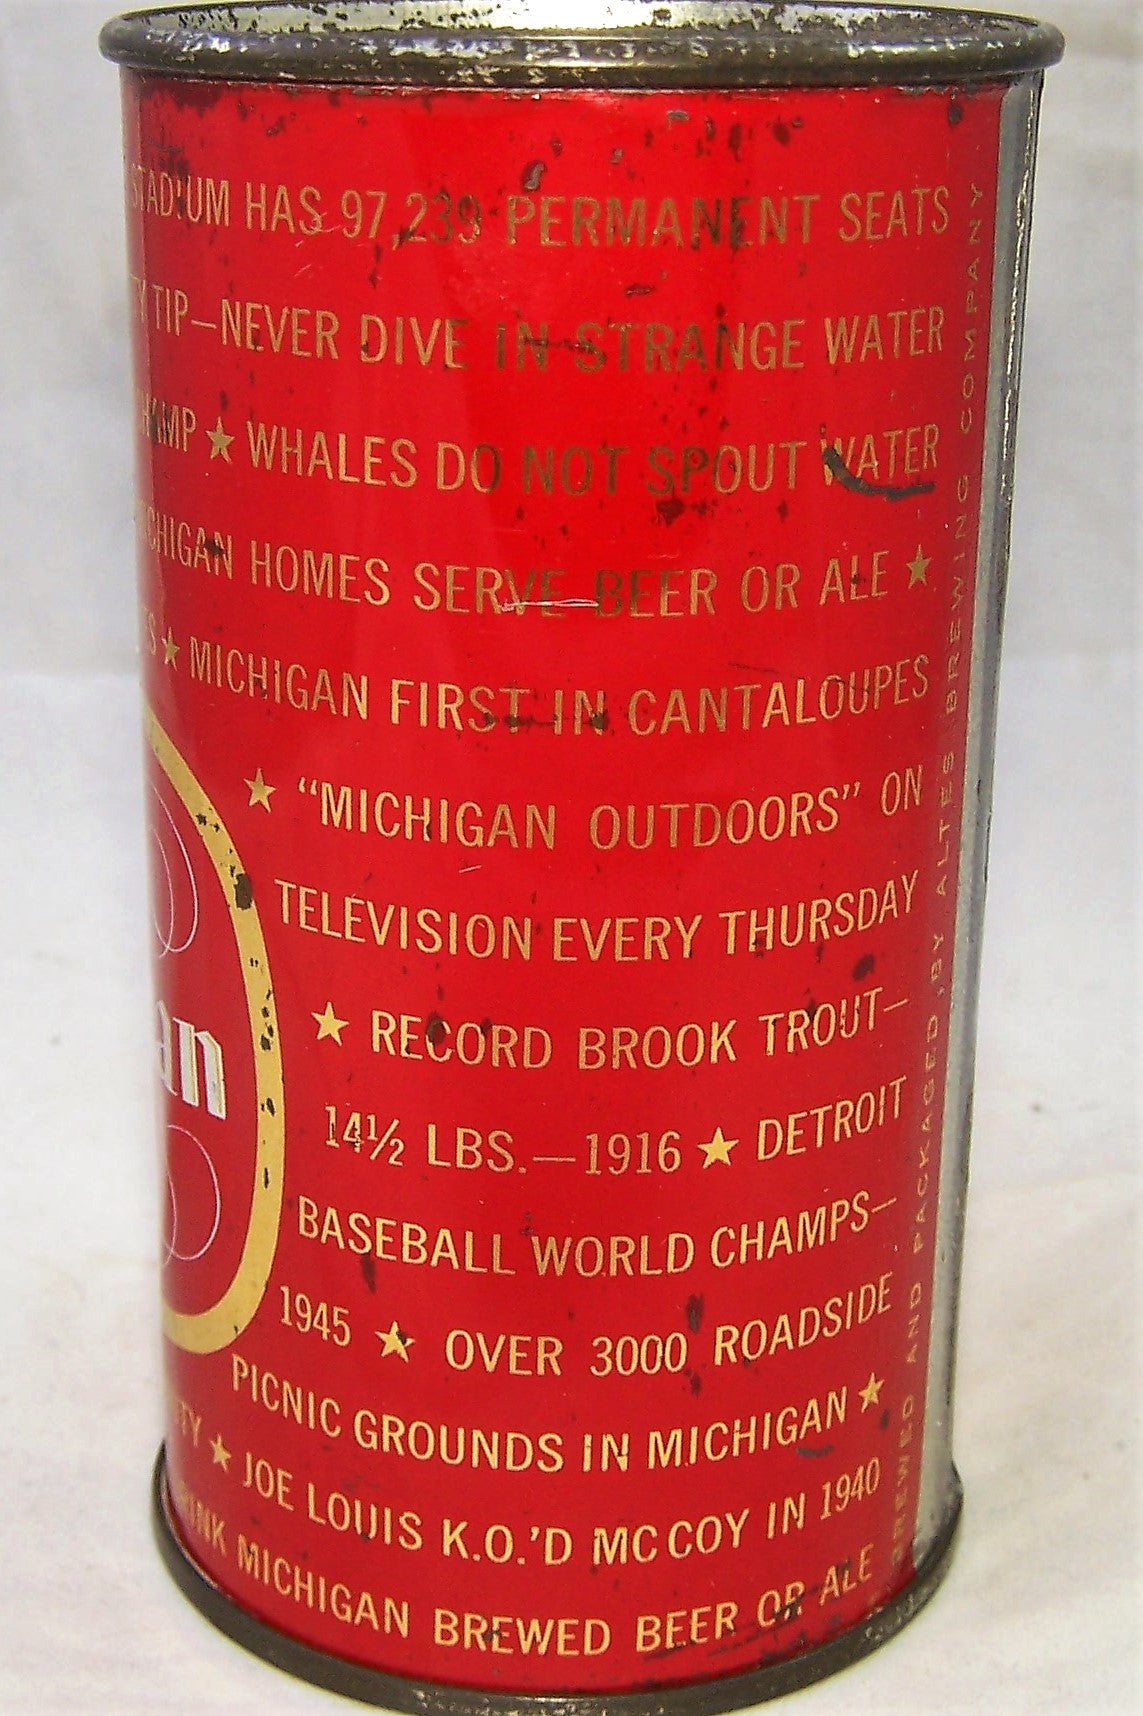 STADIUM HAS 97,239 PERMANENT SEATS
TIP—NEVER DIVE IN STRANGE WATER
★ WHALES DO NOT SPOUT WATER
HOMES SERVE BEER OR ALE ★
★ MICHIGAN FIRST IN CANTALOUPES
★ "MICHIGAN OUTDOORS" ON
TELEVISION EVERY THURSDAY
★ RECORD BROOK TROUT—
14½ LBS.—1916 ★ DETROIT
BASEBALL WORLD CHAMPS—
1945 ★ OVER 3000 ROADSIDE
PICNIC GROUNDS IN MICHIGAN ★
★ JOE LOUIS K.O.'D MCCOY IN 1940
MICHIGAN BREWED BEER OR ALE
an
BREWED AND PACKAGED BY ALTES BREWING COMPANY